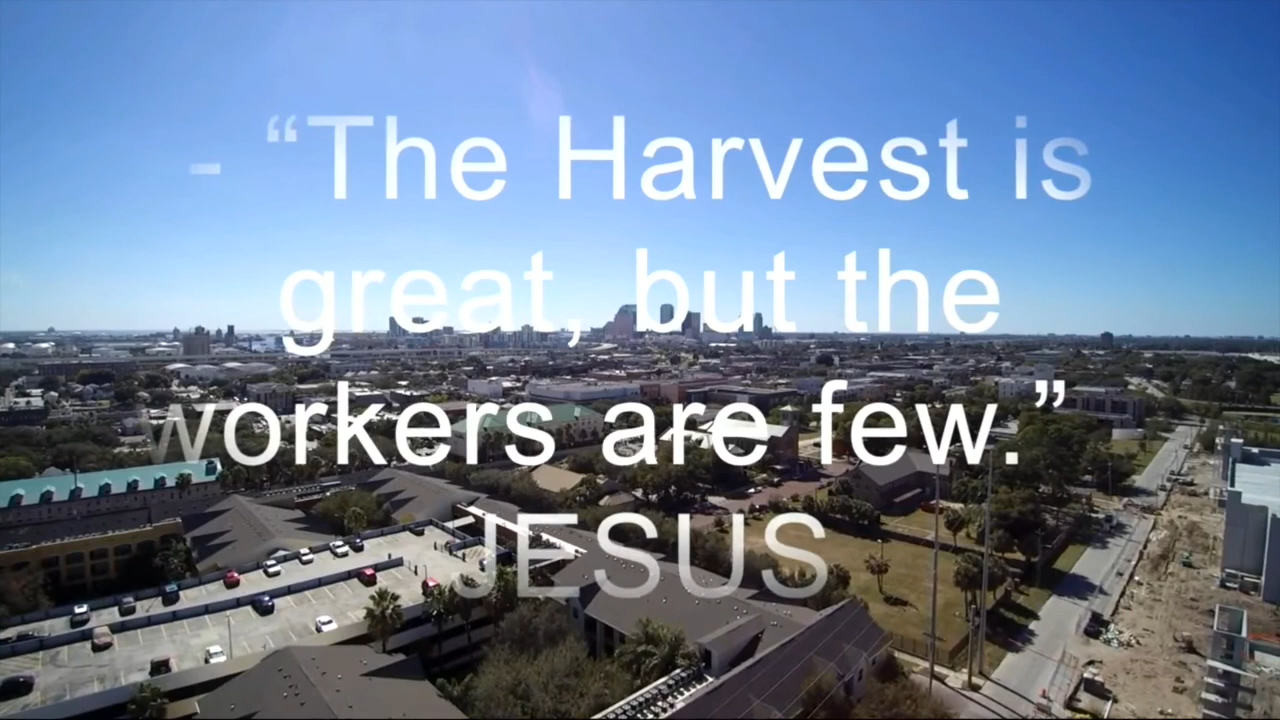 - “The Harvest is
great, but the
workers are few.”
JESUS